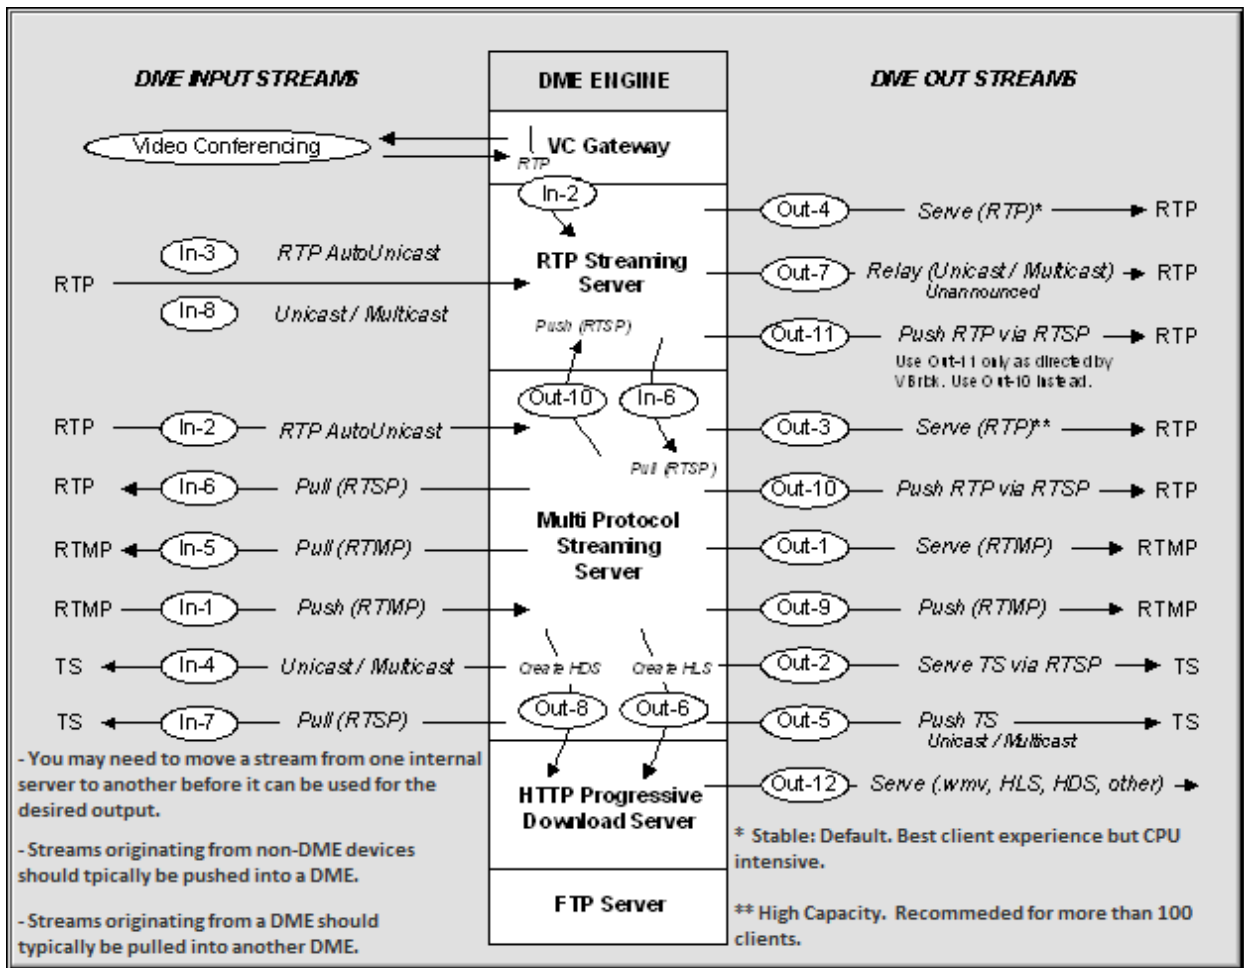 DME INPUT STREAMS
DME ENGINE
DME OUT STREAMS
Video Conferencing
VC Gateway
RTP
In-2
In-3 RTP AutoUnicast
RTP
In-8 Unicast / Multicast
RTP Streaming
Server
Push (RTSP)
Out-4 Serve (RTP)* RTP
Out-7 Relay (Unicast / Multicast) RTP
Unannounced
Out-11 Push RTP via RTSP RTP
Use Out-11 only as directed by
VBrick. Use Out-10 Instead.
Out-10 In-6
Pull (RTSP)
RTP In-2 RTP AutoUnicast
RTP In-6 Pull (RTSP)
RTMP In-5 Pull (RTMP)
RTMP In-1 Push (RTMP)
TS In-4 Unicast / Multicast
TS In-7 Pull (RTSP)
Multi Protocol
Streaming
Server
Create HDS Create HLS
Out-8 Out-6
Out-3 Serve (RTP)** RTP
Out-10 Push RTP via RTSP RTP
Out-1 Serve (RTMP) RTMP
Out-9 Push (RTMP) RTMP
Out-2 Serve TS via RTSP TS
Out-5 Push TS TS
Unicast / Multicast
Out-12 Serve (.wmv, HLS, HDS, other)
HTTP Progressive
Download Server
FTP Server
- You may need to move a stream from one internal
server to another before it can be used for the
desired output.
- Streams originating from non-DME devices
should tpically be pushed into a DME.
- Streams originating from a DME should
typically be pulled into another DME.
* Stable: Default. Best client experience but CPU
intensive.
** High Capacity. Recommeded for more than 100
clients.